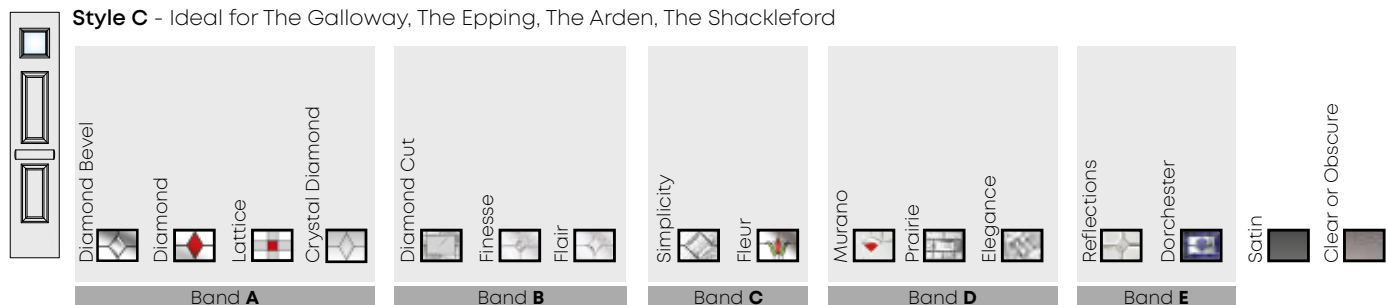 Style C - Ideal for The Galloway, The Epping, The Arden, The Shackleford
Diamond Bevel
Diamond
Lattice
Crystal Diamond
Band A
Diamond Cut
Finesse
Flair
Band B
Simplicity
Fleur
Band C
Murano
Prairie
Elegance
Band D
Reflections
Dorchester
Band E
Satin
Clear or Obscure